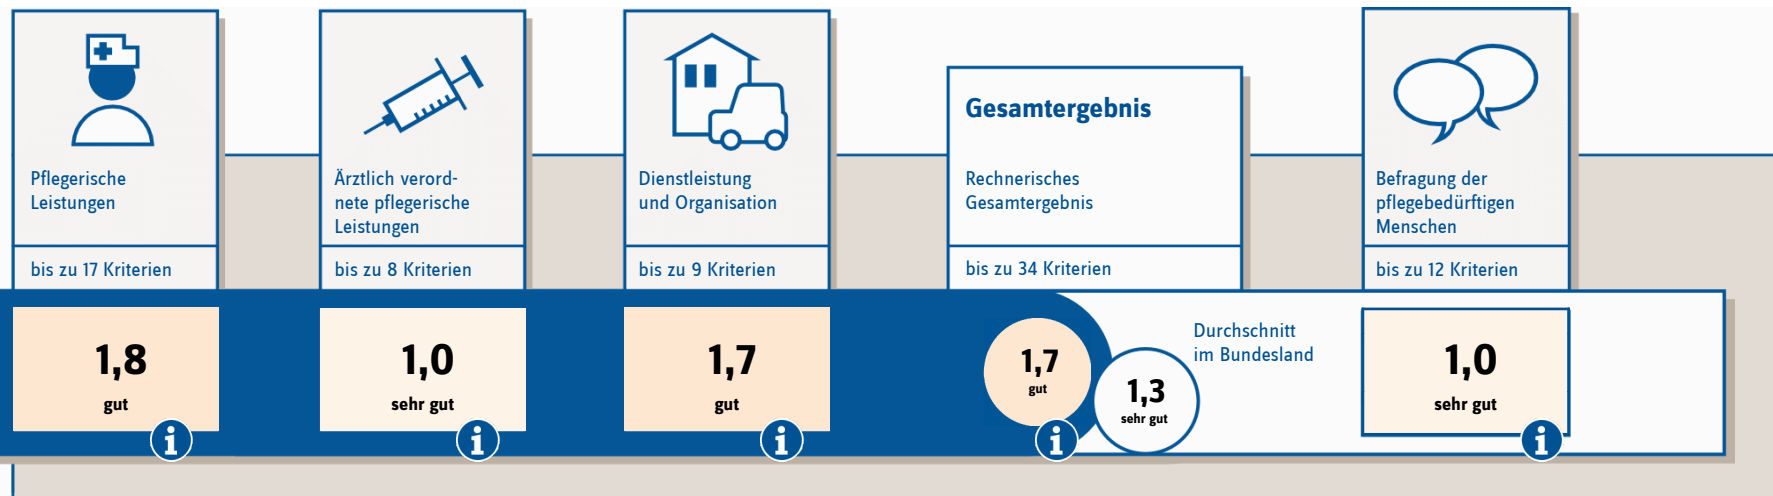 Pflegerische
Leistungen
bis zu 17 Kriterien
1,8
gut
i
Ärztlich verord-
nete pflegerische
Leistungen
bis zu 8 Kriterien
1,0
sehr gut
i
Dienstleistung
und Organisation
bis zu 9 Kriterien
1,7
gut
i
Gesamtergebnis
Rechnerisches
Gesamtergebnis
bis zu 34 Kriterien
1,7
gut
i
1,3
sehr gut
Durchschnitt
im Bundesland
Befragung der
pflegebedürftigen
Menschen
bis zu 12 Kriterien
1,0
sehr gut
i